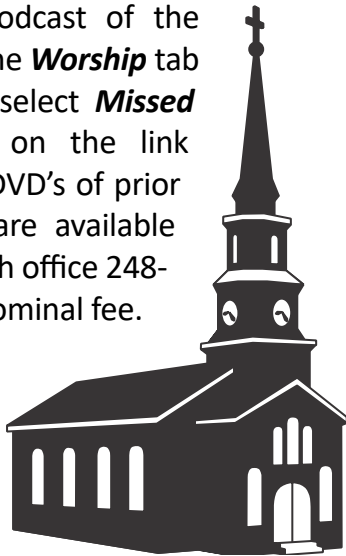 odcast of the
ne Worship tab
select Missed
on the link
DVD's of prior
are available
h office 248-
ominal fee.